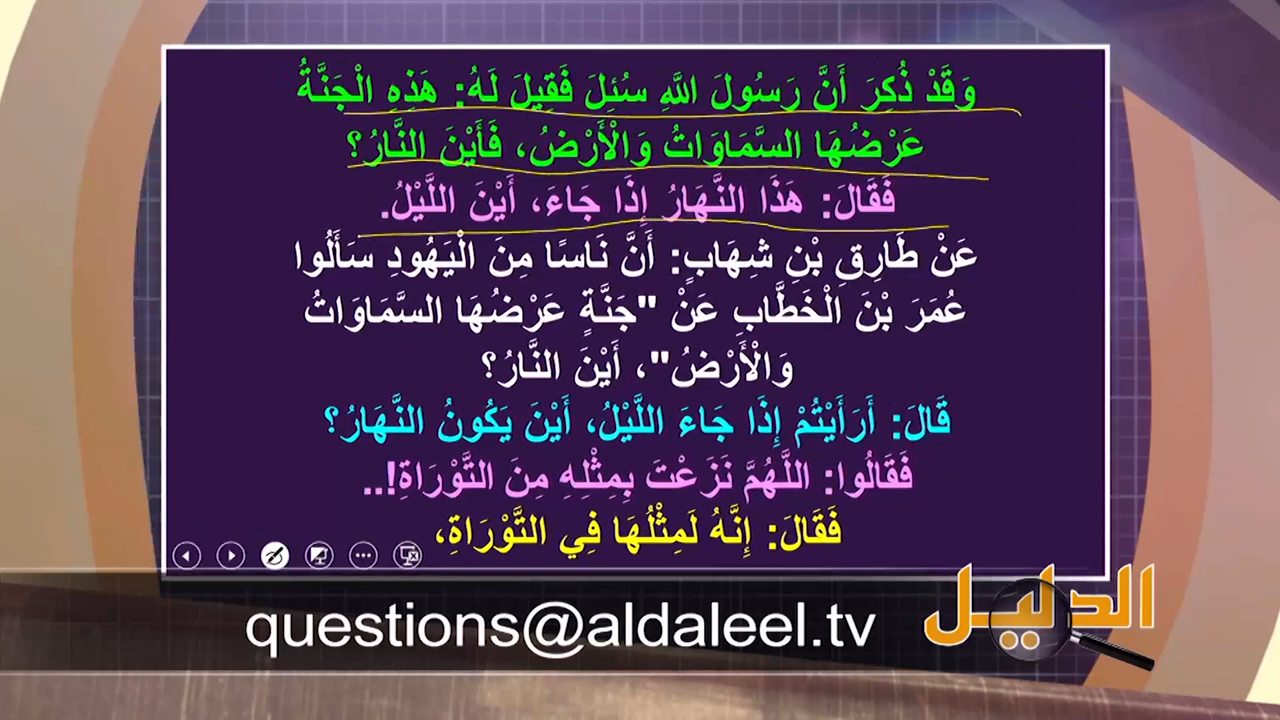 وَقَدْ ذُكِرَ أَنَّ رَسُولَ اللَّهِ سُئِلَ فَقِيلَ لَهُ: هَذِهِ الْجَنَّةُ
عَرْضُهَا السَّمَاوَاتُ وَالْأَرْضُ، فَأَيْنَ النَّارُ؟
فَقَالَ: هَذَا النَّهَارُ إِذَا جَاءَ، أَيْنَ اللَّيْلُ.
عَنْ طَارِقِ بْنِ شِهَابٍ: أَنَّ نَاسًا مِنَ الْيَهُودِ سَأَلُوا
عُمَرَ بْنَ الْخَطَّابِ عَنْ "جَنَّةٍ عَرْضُهَا السَّمَاوَاتُ
وَالْأَرْضُ"، أَيْنَ النَّارُ؟
قَالَ: أَرَأَيْتُمْ إِذَا جَاءَ اللَّيْلُ، أَيْنَ يَكُونُ النَّهَارُ؟
فَقَالُوا: اللَّهُمَّ نَزَعْتَ بِمِثْلِهِ مِنَ التَّوْرَاةِ!..
فَقَالَ: إِنَّهُ لَمِثْلُهَا فِي التَّوْرَاةِ،
الدليل
questions@aldaleel.tv